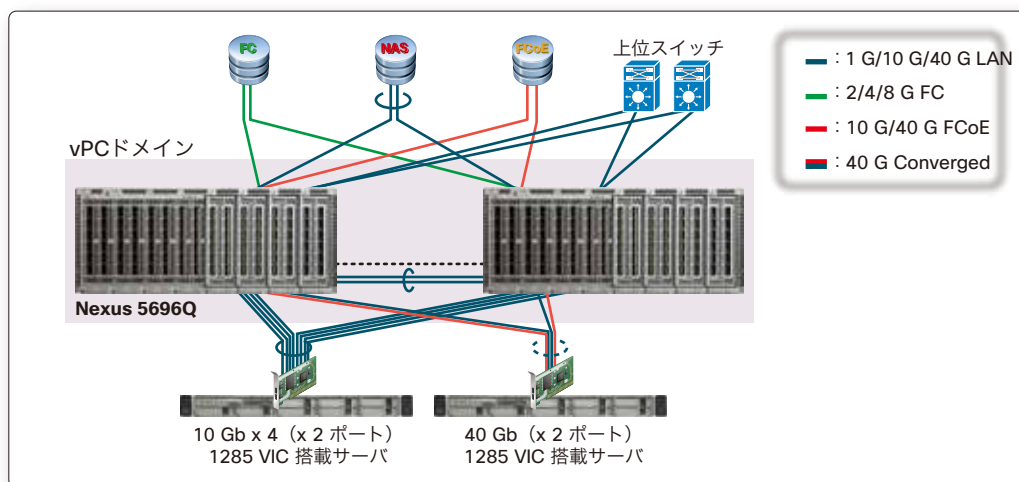 FC
NAS
FCoE
上位スイッチ
：1 G/10 G/40 G LAN
：2/4/8 G FC
：10 G/40 G FCoE
：40 G Converged
vPCドメイン
Nexus 5696Q
10 Gb x 4（x 2 ポート）
1285 VIC 搭載サーバ
40 Gb（x 2 ポート）
1285 VIC 搭載サーバ